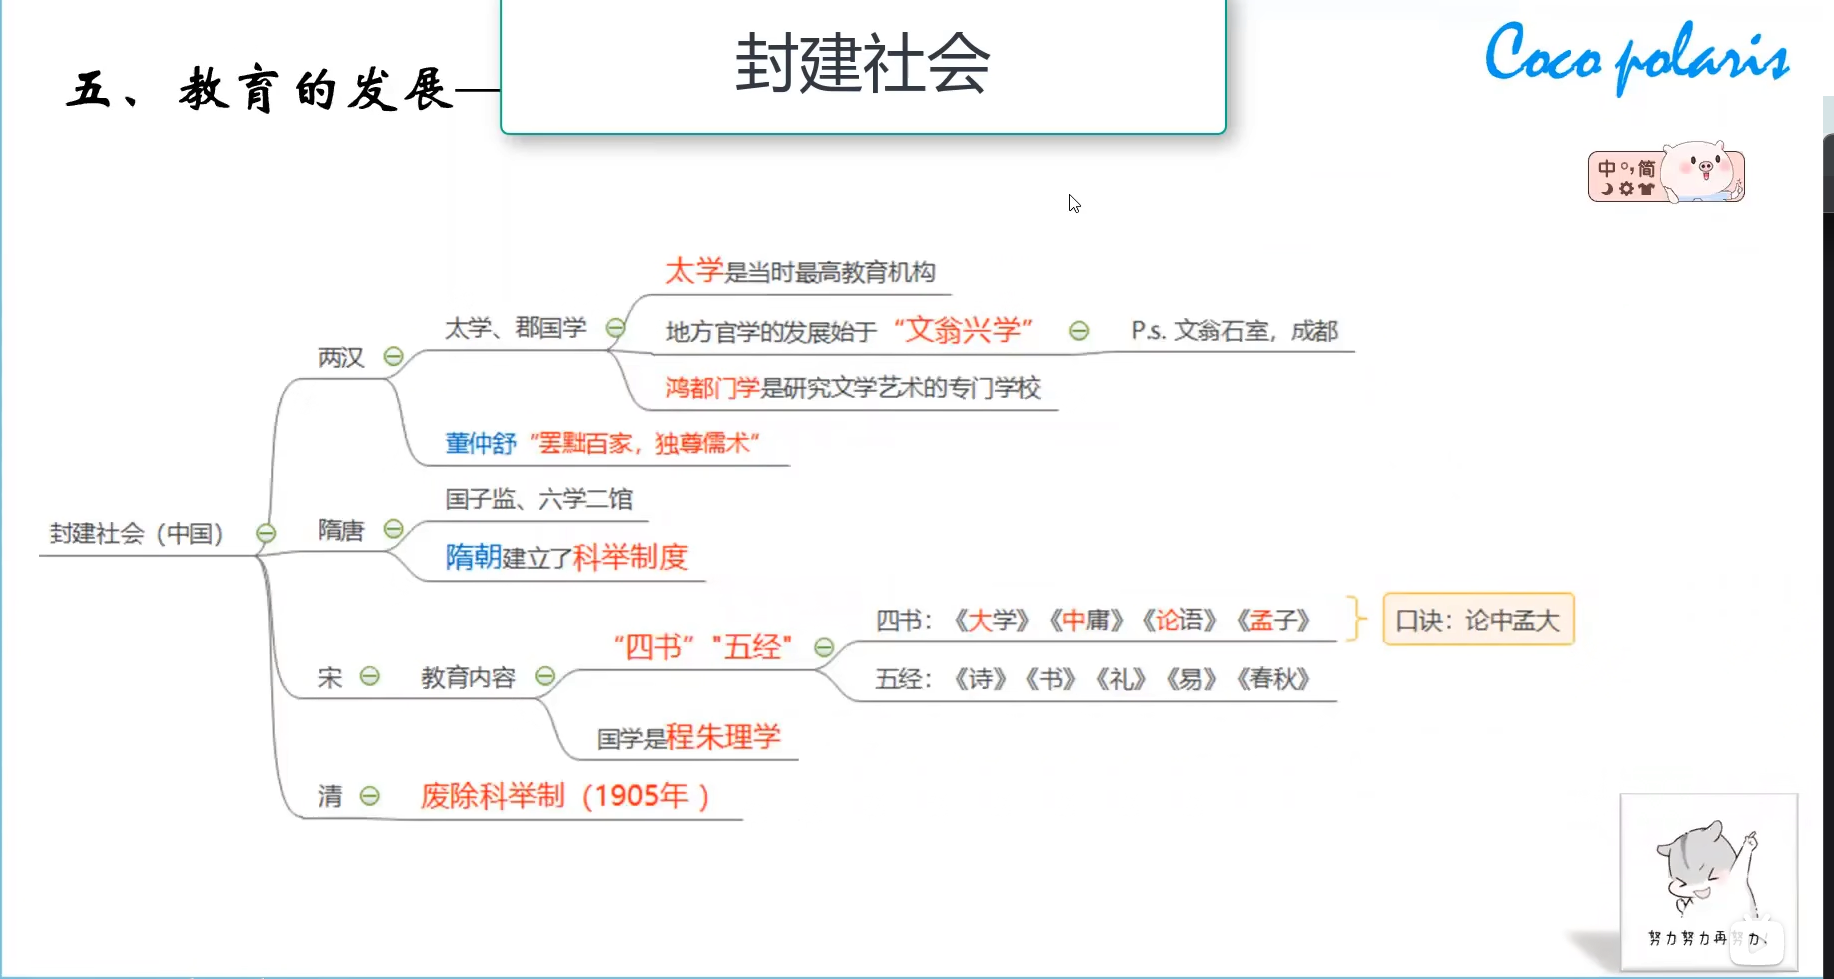 五、教育的发展—
封建社会
Coco polaris
中 简
太学是当时最高教育机构
太学、郡国学
地方官学的发展始于“文翁兴学”
P.s. 文翁石室，成都
两汉
鸿都门学是研究文学艺术的专门学校
董仲舒“罢黜百家，独尊儒术”
国子监、六学二馆
封建社会（中国）
隋唐
隋朝建立了科举制度
四书：《大学》《中庸》《论语》《孟子》
口诀：论中孟大
“四书”"五经"
宋
教育内容
五经：《诗》《书》《礼》《易》《春秋》
国学是程朱理学
清
废除科举制（1905年 ）
努力努力再努力!